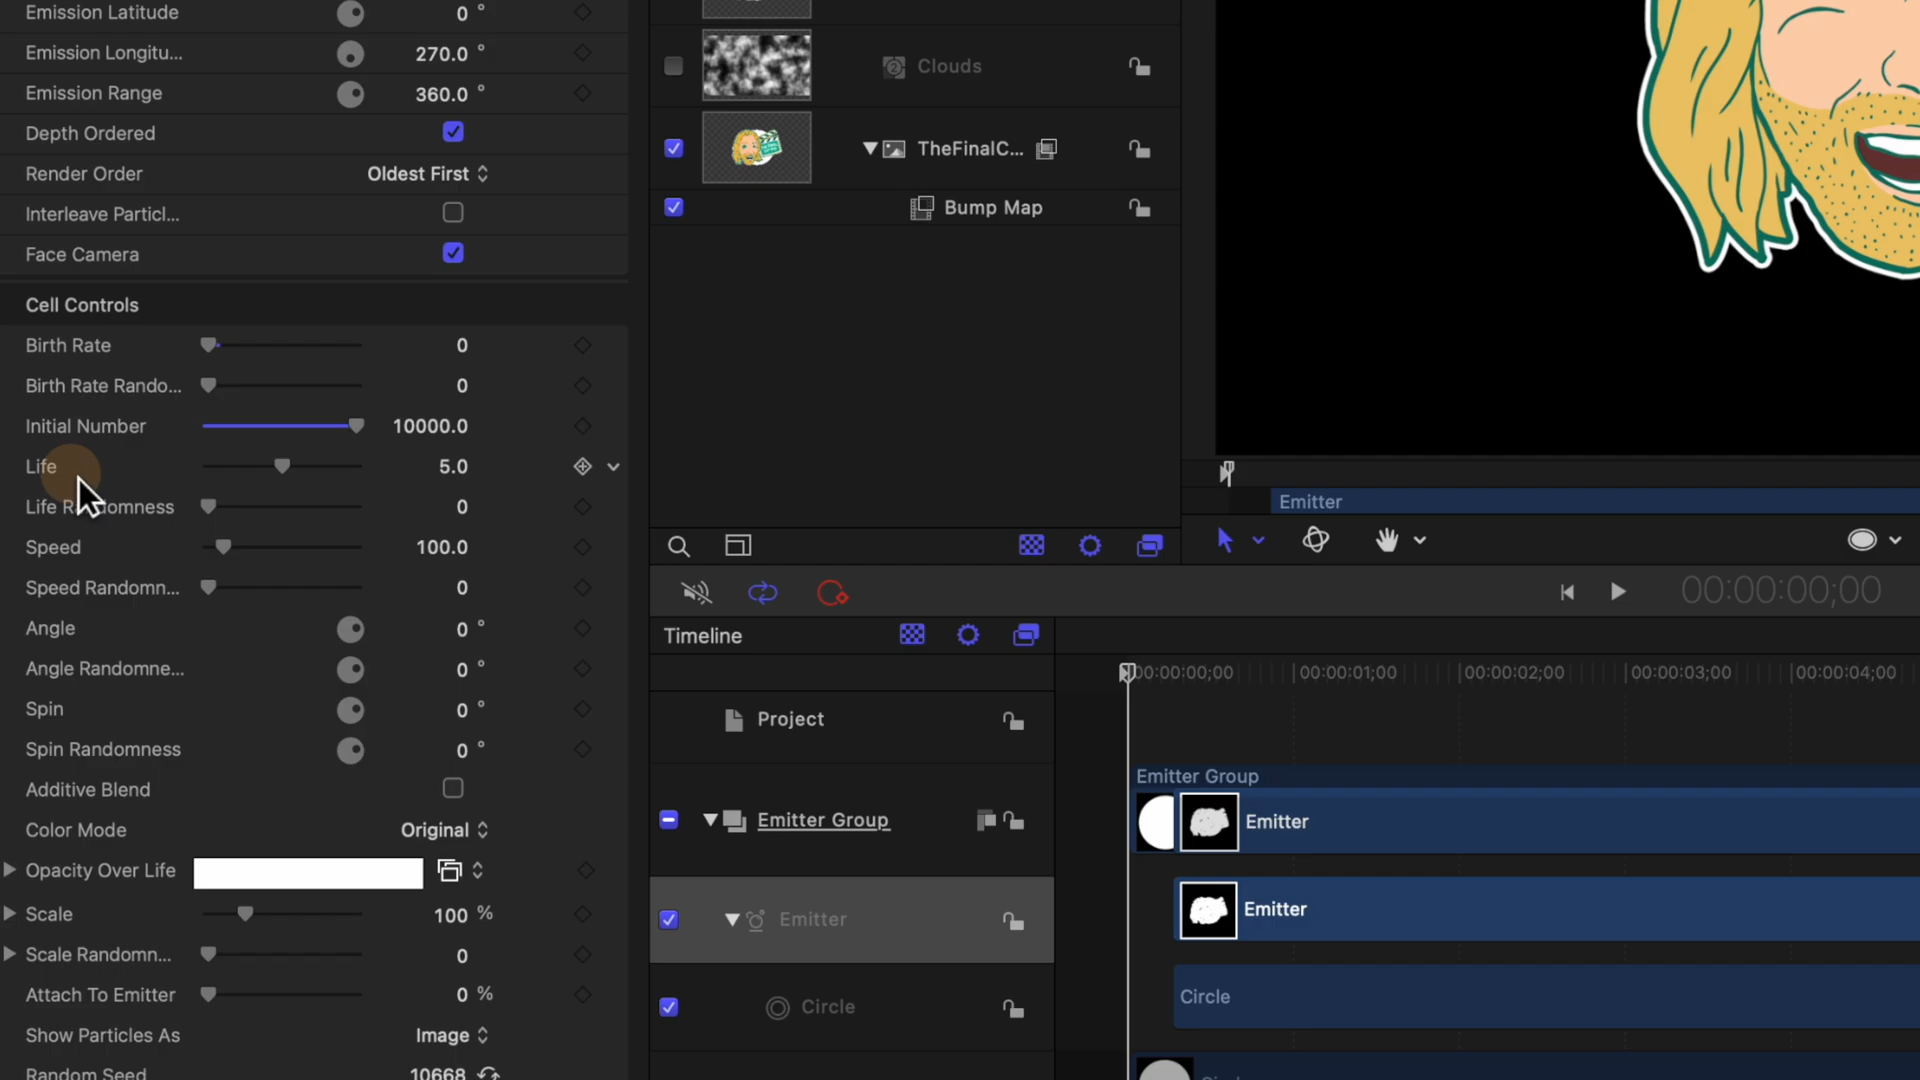 Emission Latitude 0 °
Emission Longitu... 270.0 °
Emission Range 360.0 °
Depth Ordered
Render Order Oldest First
Interleave Particl...
Face Camera
Cell Controls
Birth Rate 0
Birth Rate Rando... 0
Initial Number 10000.0
Life 5.0
Life Randomness 0
Speed 100.0
Speed Randomn... 0
Angle 0 °
Angle Randomne... 0 °
Spin 0 °
Spin Randomness 0 °
Additive Blend
Color Mode Original
Opacity Over Life
Scale 100 %
Scale Randomn... 0
Attach To Emitter 0 %
Show Particles As Image
Random Seed 10668
Clouds
TheFinalC...
Bump Map
Emitter
00:00:00;00
Timeline
00:00:00;00 00:00:01;00 00:00:02;00 00:00:03;00 00:00:04;00
Project
Emitter Group
Emitter Group
Emitter
Emitter
Emitter
Circle
Circle